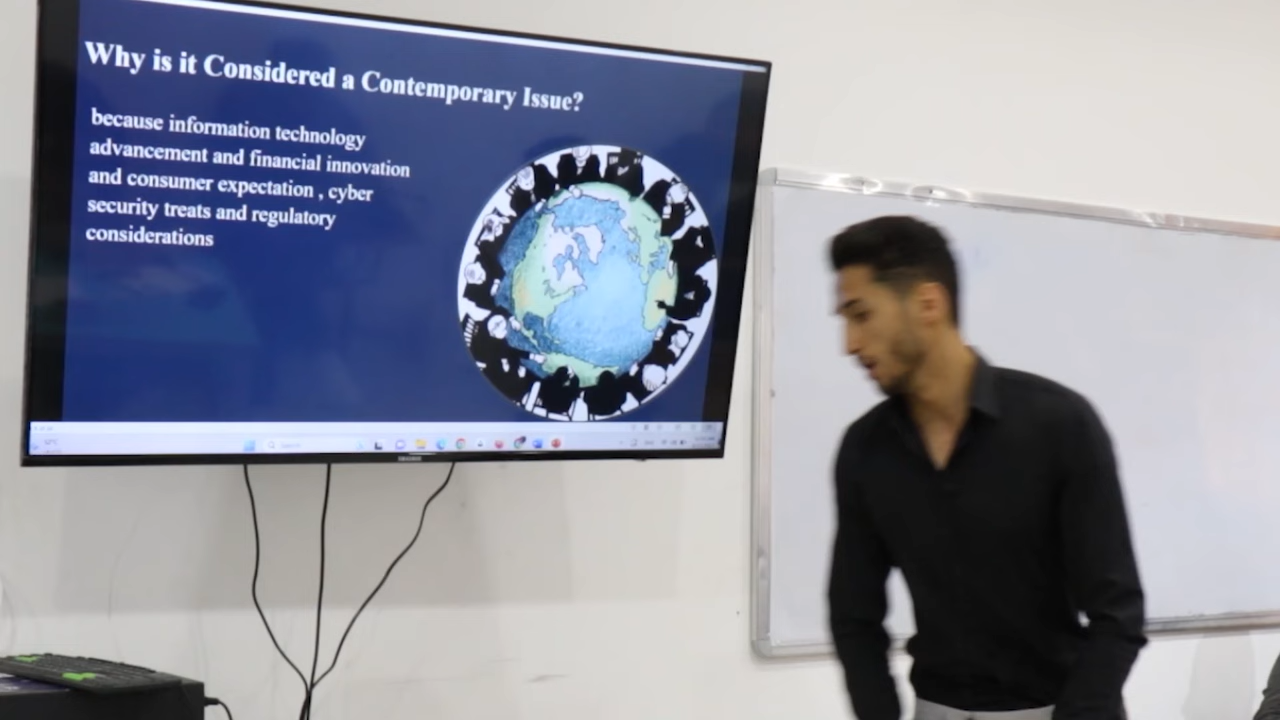 Why is it Considered a Contemporary Issue?
because information technology
advancement and financial innovation
and consumer expectation , cyber
security treats and regulatory
considerations
Search